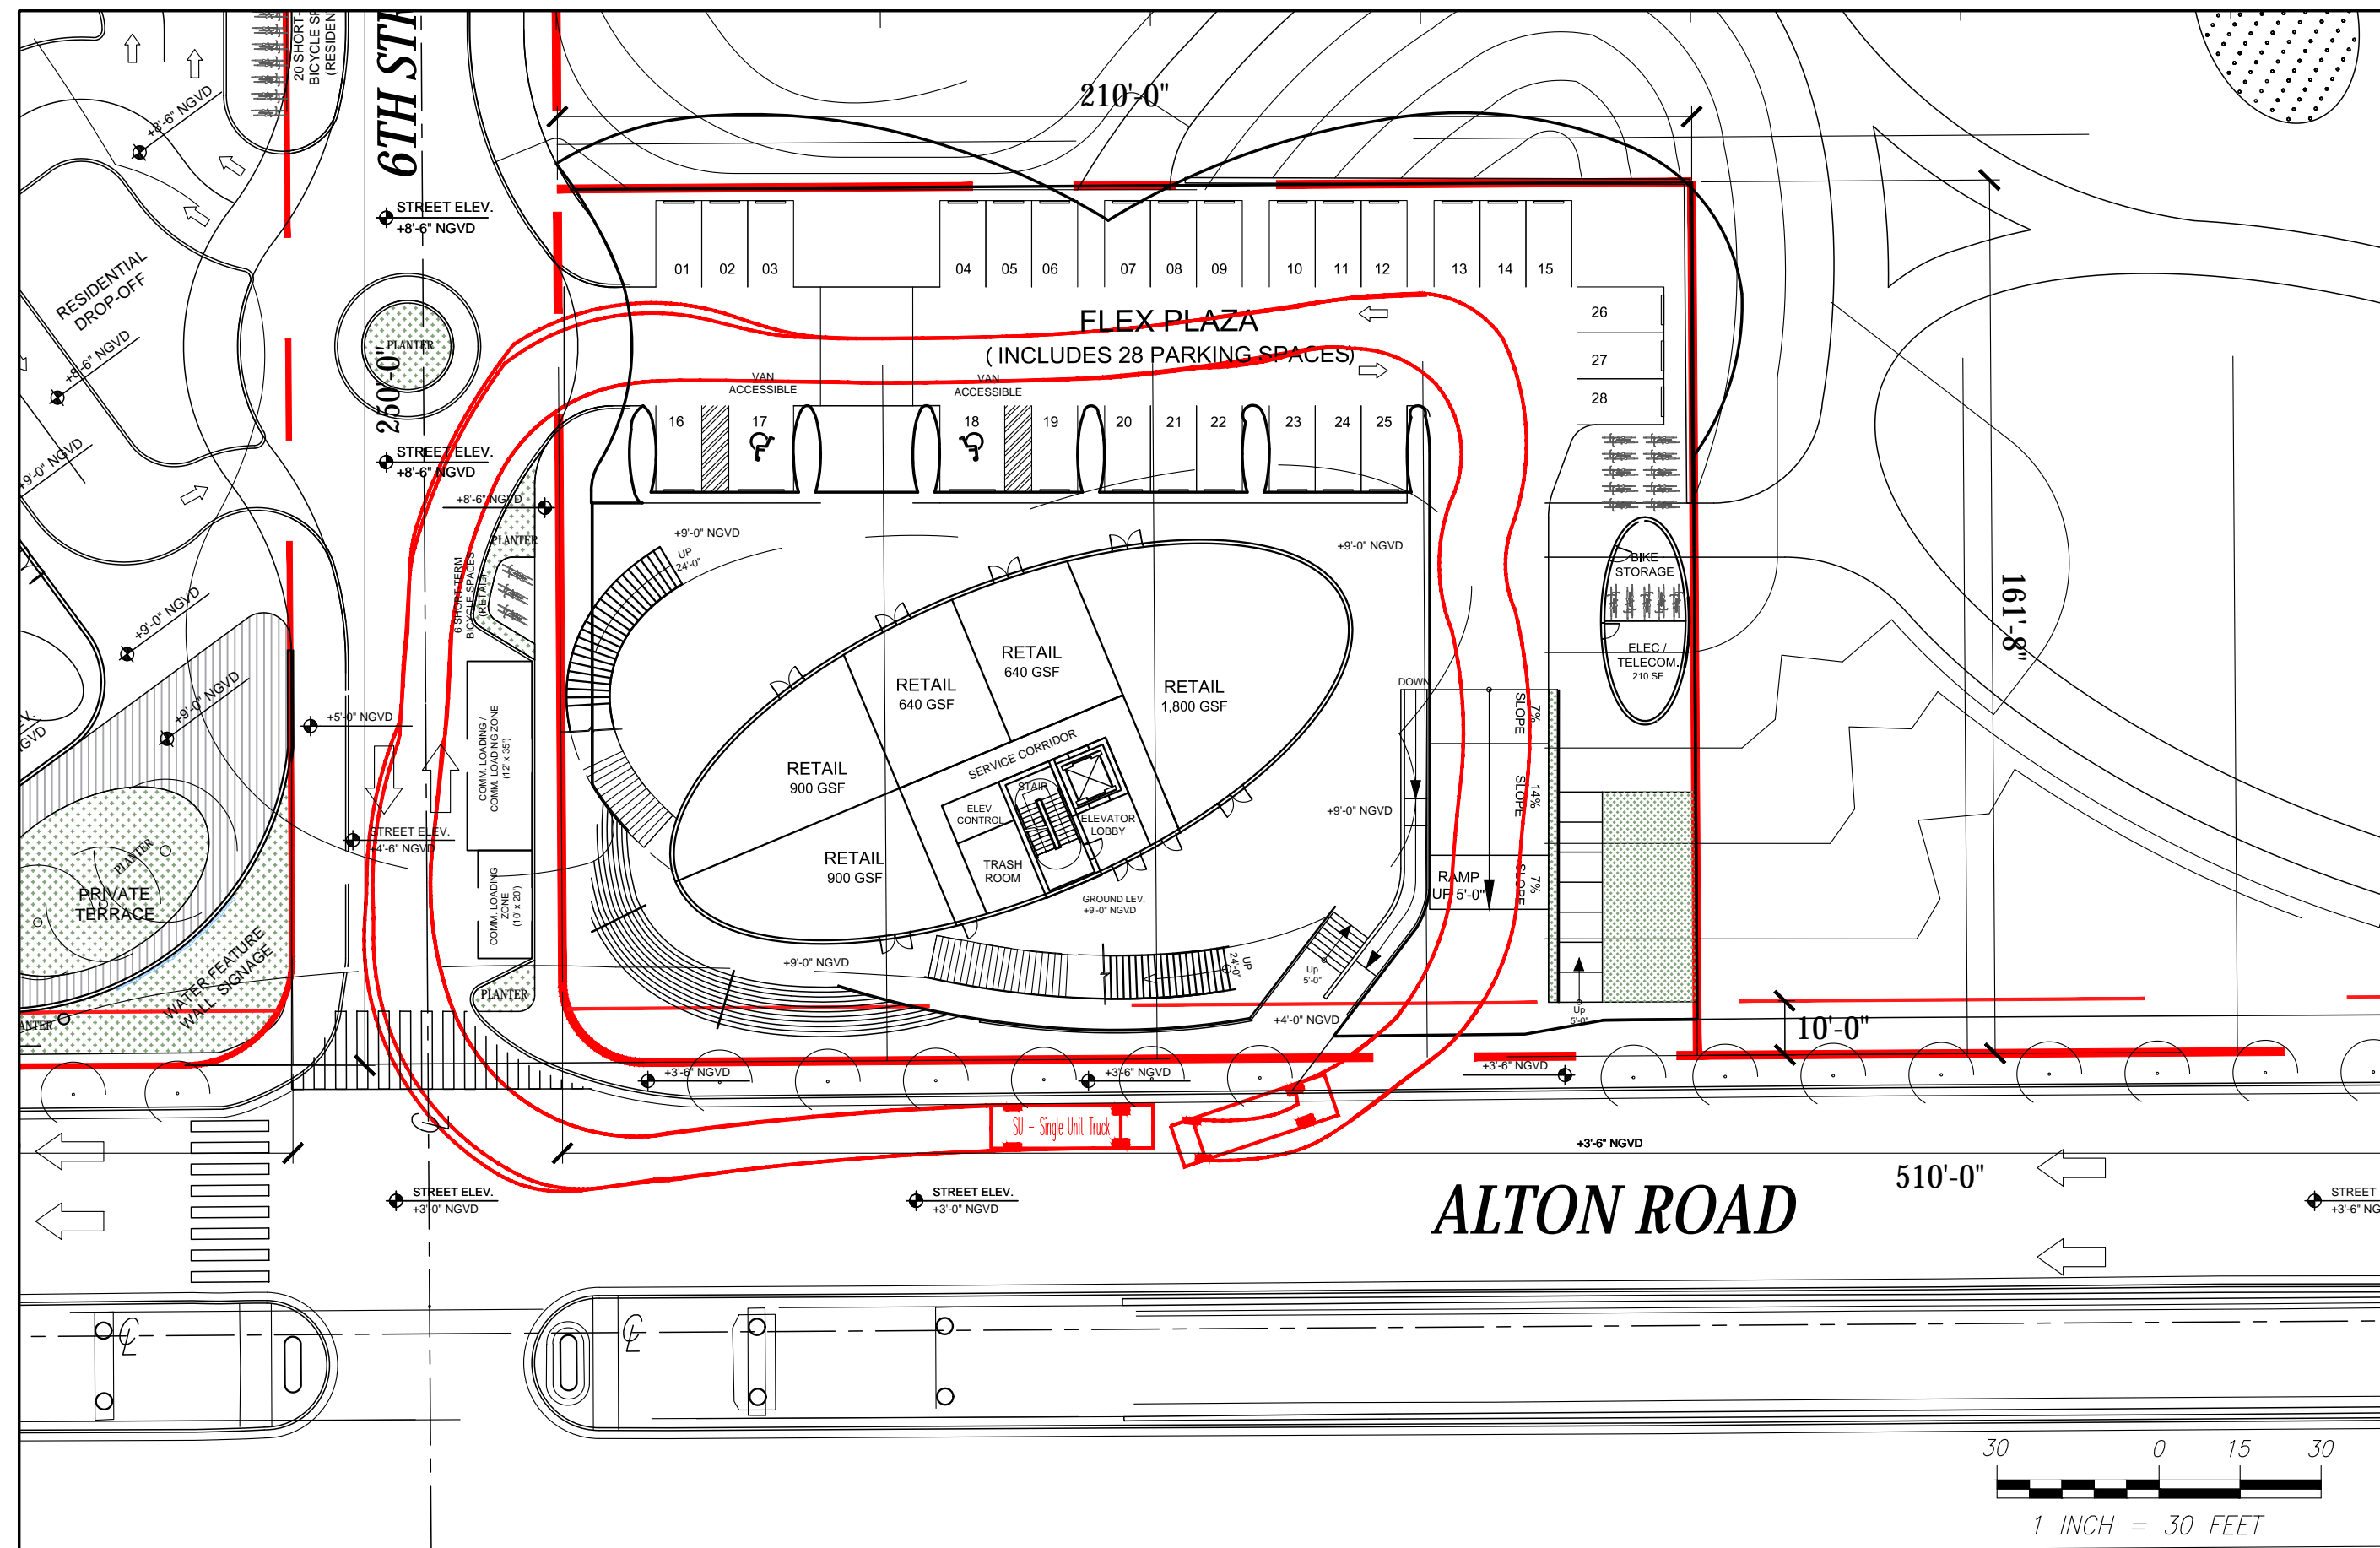 20 SHORT-
BICYCLE SP
(RESIDEN
6TH STR
+8'-6" NGVD
210'-0"
STREET ELEV.
+8'-6" NGVD
RESIDENTIAL
DROP-OFF
+8'-6" NGVD
+9'-0" NGVD
PLANTER
250'-0"
STREET ELEV.
+8'-6" NGVD
01
02
03
04
05
06
07
08
09
10
11
12
13
14
15
26
27
28
FLEX PLAZA
( INCLUDES 28 PARKING SPACES)
VAN
ACCESSIBLE
VAN
ACCESSIBLE
16
17
18
19
20
21
22
23
24
25
+8'-6" NGVD
PLANTER
6 SHORT-TERM
BICYCLE SPACES
(RETAIL)
+9'-0" NGVD
UP
24'-0"
+9'-0" NGVD
BIKE
STORAGE
ELEC /
TELECOM.
210 SF
161'-8"
+9'-0" NGVD
+9'-0" NGVD
+5'-0" NGVD
RETAIL
640 GSF
RETAIL
640 GSF
RETAIL
1,800 GSF
RETAIL
900 GSF
RETAIL
900 GSF
SERVICE CORRIDOR
STAIR
ELEV.
CONTROL
ELEVATOR
LOBBY
TRASH
ROOM
GROUND LEV.
+9'-0" NGVD
DOWN
7%
SLOPE
14%
SLOPE
7%
SLOPE
RAMP
UP 5'-0"
+9'-0" NGVD
COMM. LOADING /
COMM. LOADING ZONE
(12' x 35')
COMM. LOADING
ZONE
(10' x 20')
STREET ELEV.
+4'-6" NGVD
V.
GVD
PLANTER
PRIVATE
TERRACE
WATER FEATURE
WALL SIGNAGE
ANTER
PLANTER
+9'-0" NGVD
UP
24'-0"
Up
5'-0"
Up
5'-0"
+4'-0" NGVD
10'-0"
+3'-6" NGVD
+3'-6" NGVD
+3'-6" NGVD
SU - Single Unit Truck
+3'-6" NGVD
510'-0"
ALTON ROAD
STREET ELEV.
+3'-0" NGVD
STREET ELEV.
+3'-0" NGVD
STREET
+3'-6" NG
30 0 15 30
1 INCH = 30 FEET